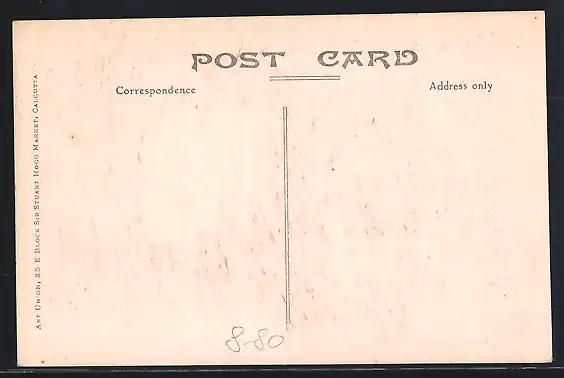 POST CARD
Correspondence
Address only
ART UNION, 35 E BLOCK SIR STUART HOGG MARKET, CALCUTTA
8-80